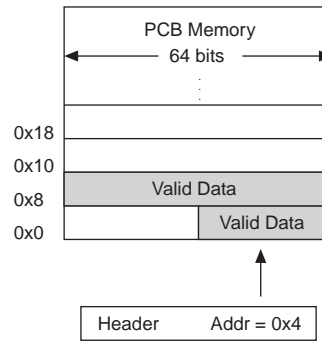 PCB Memory
64 bits
0x18
0x10
Valid Data
0x8
Valid Data
0x0
Header Addr = 0x4